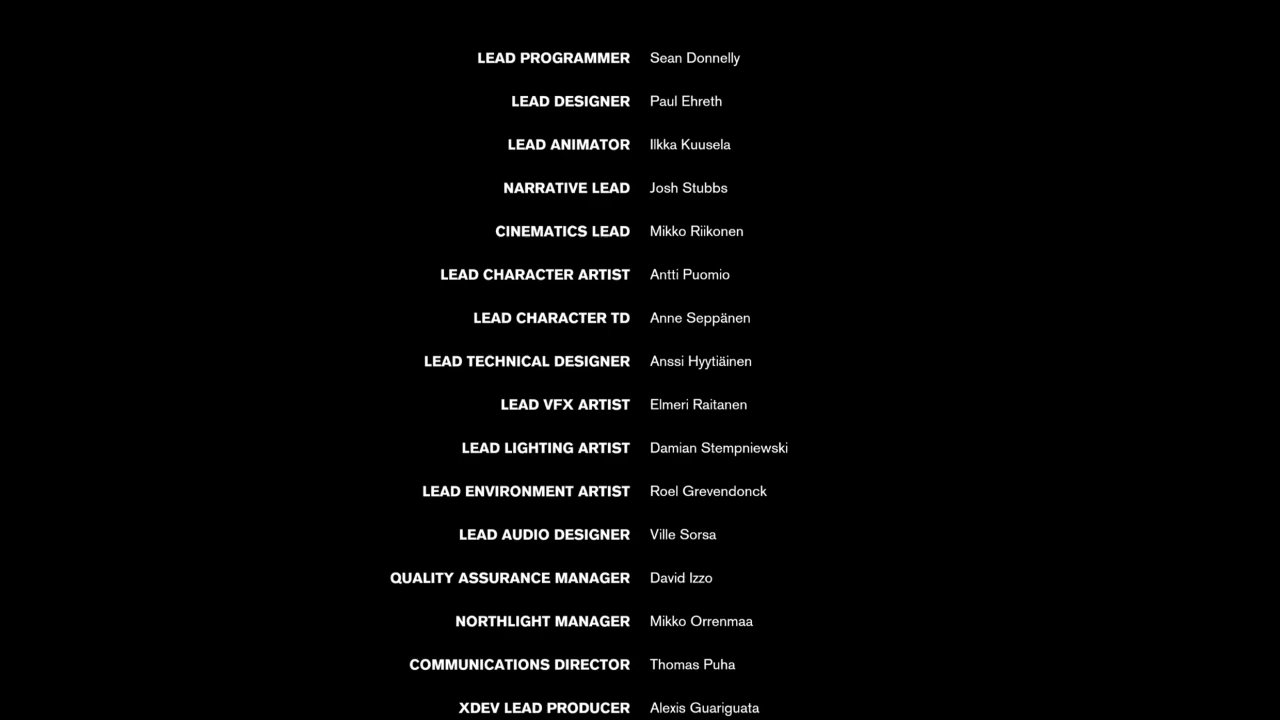 LEAD PROGRAMMER Sean Donnelly
LEAD DESIGNER Paul Ehreth
LEAD ANIMATOR Ilkka Kuusela
NARRATIVE LEAD Josh Stubbs
CINEMATICS LEAD Mikko Riikonen
LEAD CHARACTER ARTIST Antti Puomio
LEAD CHARACTER TD Anne Seppänen
LEAD TECHNICAL DESIGNER Anssi Hyytiäinen
LEAD VFX ARTIST Elmeri Raitanen
LEAD LIGHTING ARTIST Damian Stempniewski
LEAD ENVIRONMENT ARTIST Roel Grevendonck
LEAD AUDIO DESIGNER Ville Sorsa
QUALITY ASSURANCE MANAGER David Izzo
NORTHLIGHT MANAGER Mikko Orrenmaa
COMMUNICATIONS DIRECTOR Thomas Puha
XDEV LEAD PRODUCER Alexis Guariguata